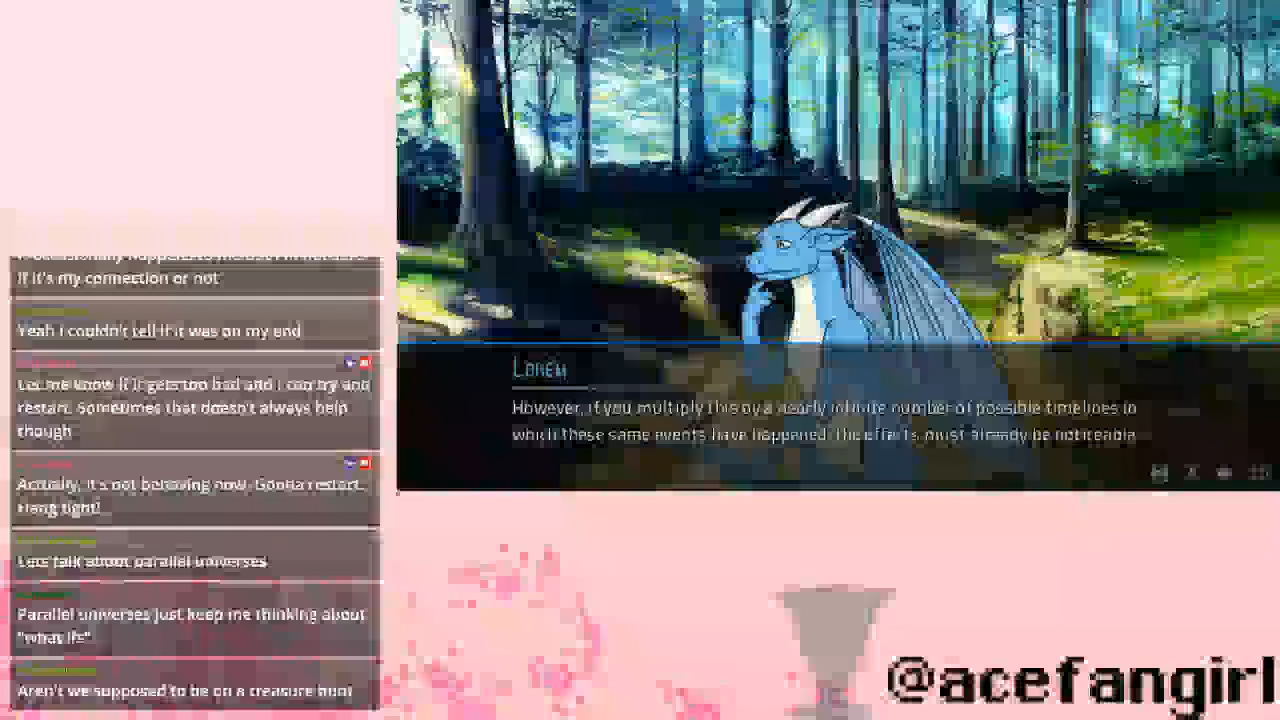 if it's my connection or not
Yeah I couldn't tell if it was on my end
Let me know if it gets too bad and I can try and
restart. Sometimes that doesn't always help
though
Actually, it's not behaving now. Gonna restart.
Hang tight!
Lets talk about parallel universes
Parallel universes just keep me thinking about
"what ifs"
Aren't we supposed to be on a treasure hunt
Lorem
However, if you multiply this by a nearly infinite number of possible timelines in
which these same events have happened, the effects must already be noticeable
@acefangirl